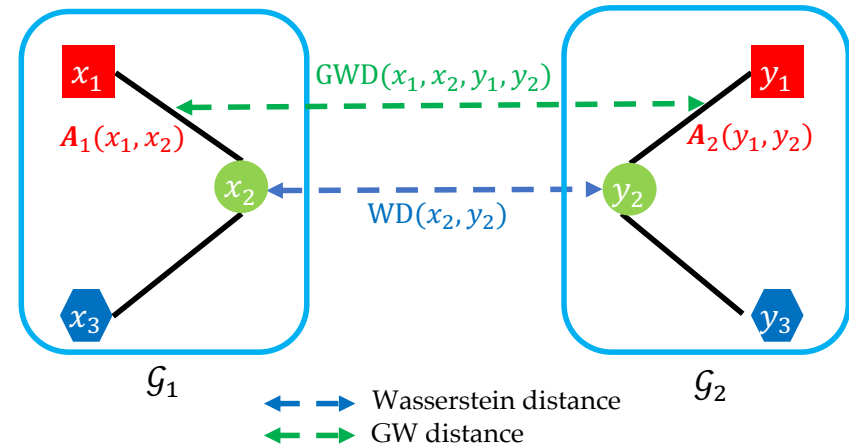 x₁
GWD(x₁, x₂, y₁, y₂)
y₁
A₁(x₁, x₂)
A₂(y₁, y₂)
x₂
WD(x₂, y₂)
y₂
x₃
y₃
𝒢₁
𝒢₂
Wasserstein distance
GW distance